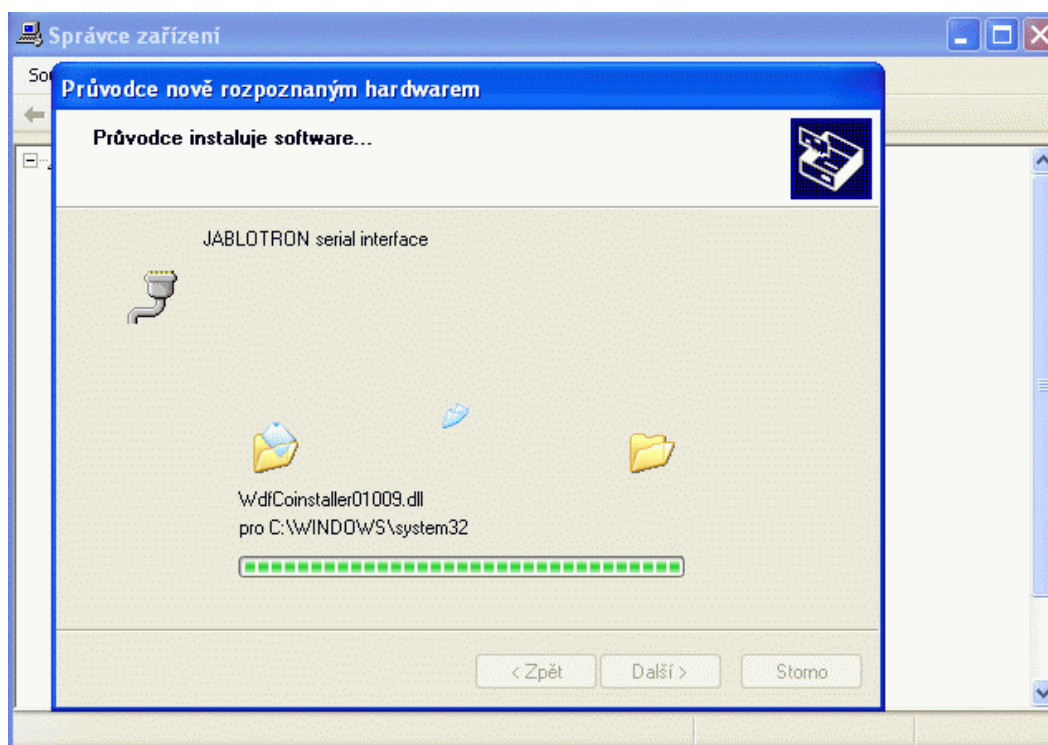 Správce zařízení
Průvodce nově rozpoznaným hardwarem
Průvodce instaluje software...
JABLOTRON serial interface
WdfCoinstaller01009.dll
pro C:\WINDOWS\system32
< Zpět
Další >
Storno